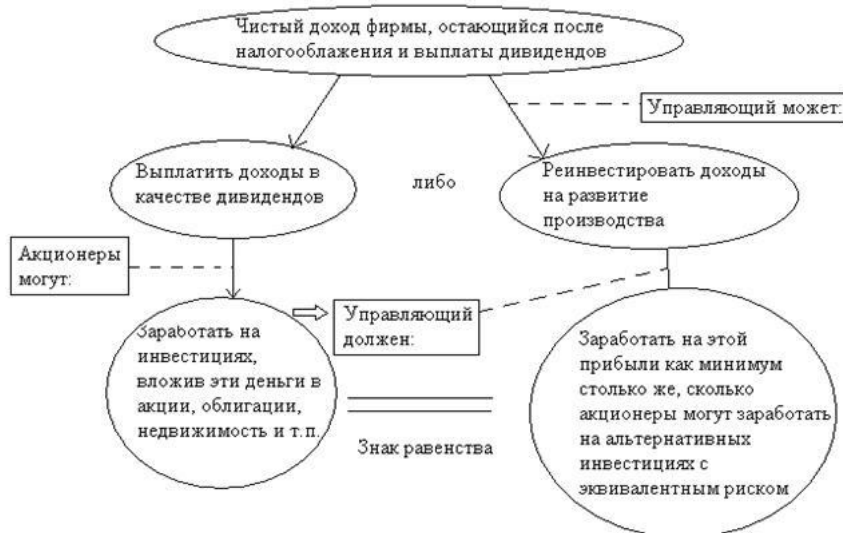 Чистый доход фирмы, остающийся после
налогооблажения и выплаты дивидендов
Управляющий может:
Выплатить доходы в
качестве дивидендов
либо
Реинвестировать доходы
на развитие
производства
Акционеры
могут:
Управляющий
должен:
Заработать на
инвестициях,
вложив эти деньги в
акции, облигации,
недвижимость и т.п.
Знак равенства
Заработать на этой
прибыли как минимум
столько же, сколько
акционеры могут заработать
на альтернативных
инвестициях с
эквивалентным риском